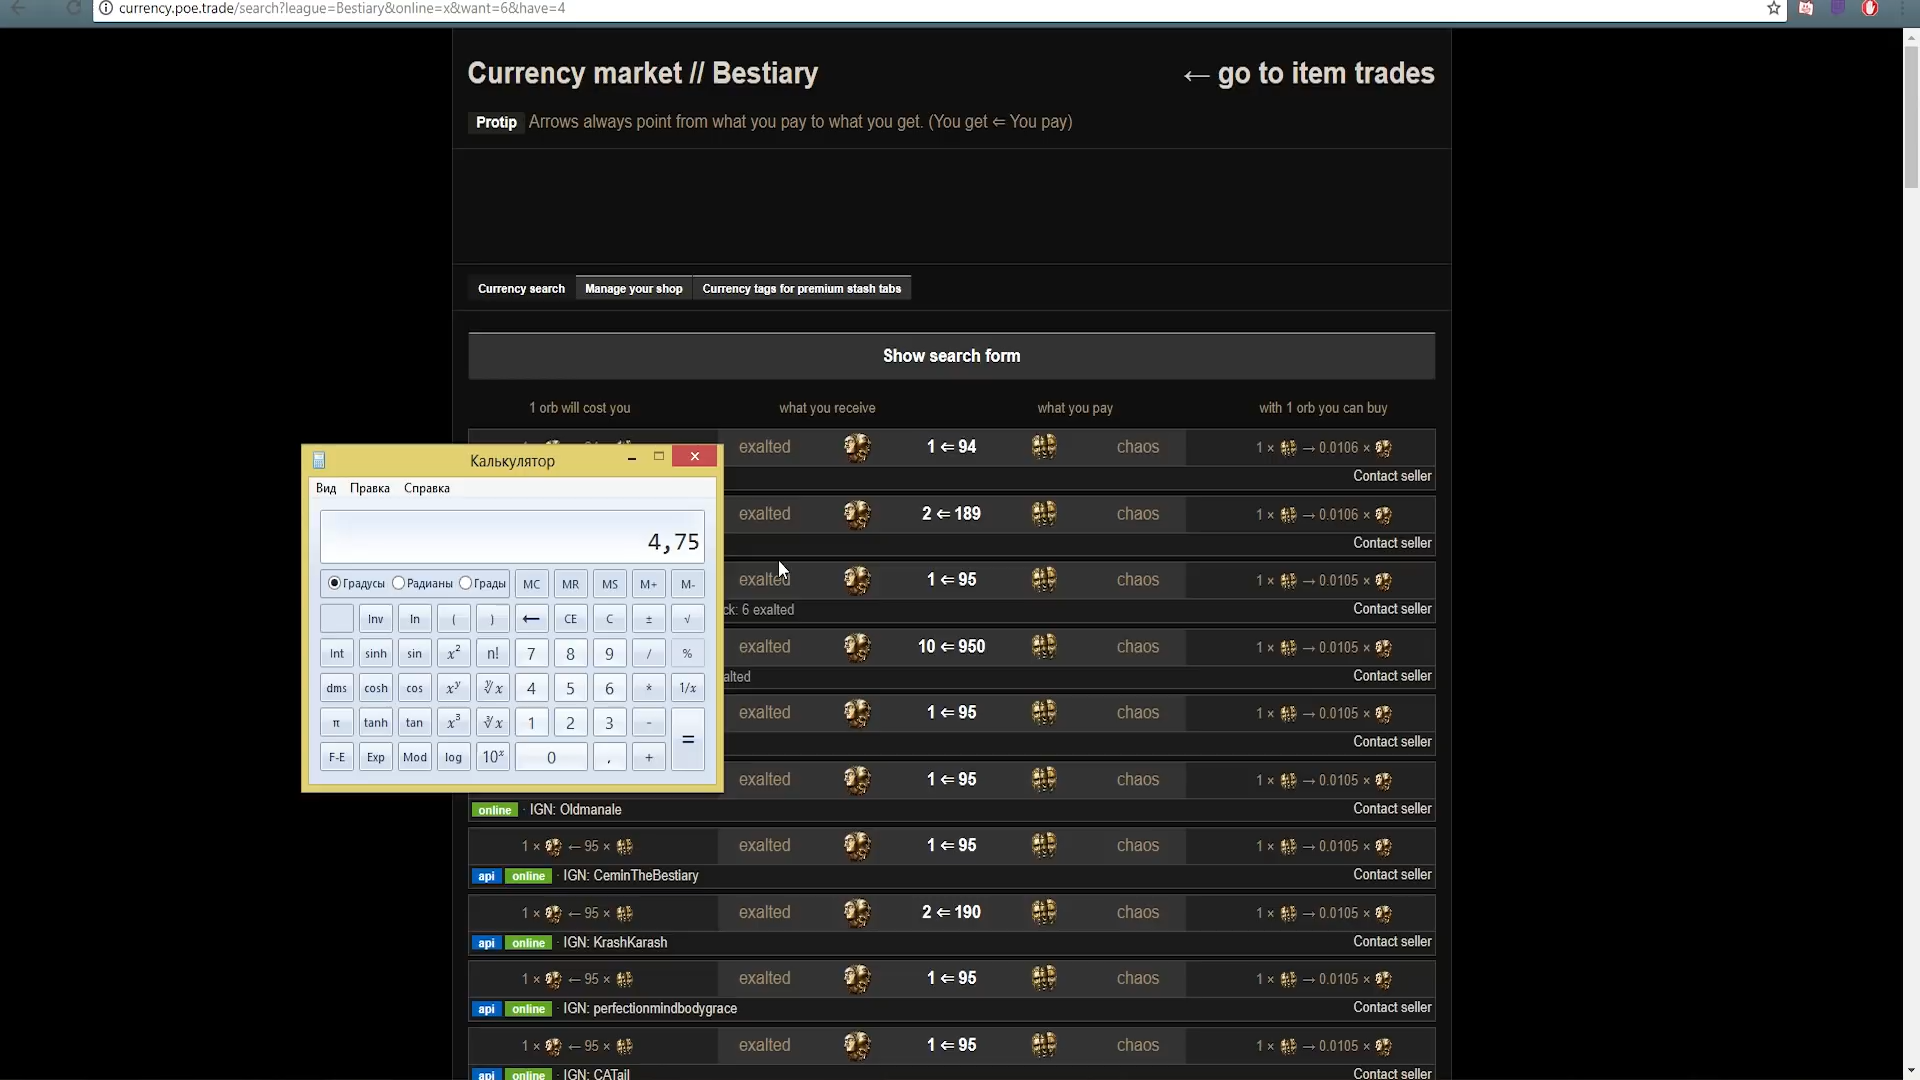 currency.poe.trade/search?league=Bestiary&online=x&want=6&have=4
Currency market // Bestiary
← go to item trades
Protip Arrows always point from what you pay to what you get. (You get ⇐ You pay)
Currency search Manage your shop Currency tags for premium stash tabs
Show search form
1 orb will cost you what you receive what you pay with 1 orb you can buy
exalted 1 ⇐ 94 chaos 1 × → 0.0106 ×
Contact seller
exalted 2 ⇐ 189 chaos 1 × → 0.0106 ×
Contact seller
exalted 1 ⇐ 95 chaos 1 × → 0.0105 ×
ck: 6 exalted Contact seller
exalted 10 ⇐ 950 chaos 1 × → 0.0105 ×
alted Contact seller
exalted 1 ⇐ 95 chaos 1 × → 0.0105 ×
Contact seller
exalted 1 ⇐ 95 chaos 1 × → 0.0105 ×
online · IGN: Oldmanale Contact seller
1 × ← 95 × exalted 1 ⇐ 95 chaos 1 × → 0.0105 ×
api online · IGN: CeminTheBestiary Contact seller
1 × ← 95 × exalted 2 ⇐ 190 chaos 1 × → 0.0105 ×
api online · IGN: KrashKarash Contact seller
1 × ← 95 × exalted 1 ⇐ 95 chaos 1 × → 0.0105 ×
api online · IGN: perfectionmindbodygrace Contact seller
1 × ← 95 × exalted 1 ⇐ 95 chaos 1 × → 0.0105 ×
api online · IGN: CATail Contact seller
Калькулятор
Вид Правка Справка
4,75
Градусы Радианы Грады MC MR MS M+ M-
Inv ln ( ) ← CE C ± √
Int sinh sin x² n! 7 8 9 / %
dms cosh cos xʸ ʸ√x 4 5 6 * 1/x
π tanh tan x³ ³√x 1 2 3 - =
F-E Exp Mod log 10ˣ 0 , +